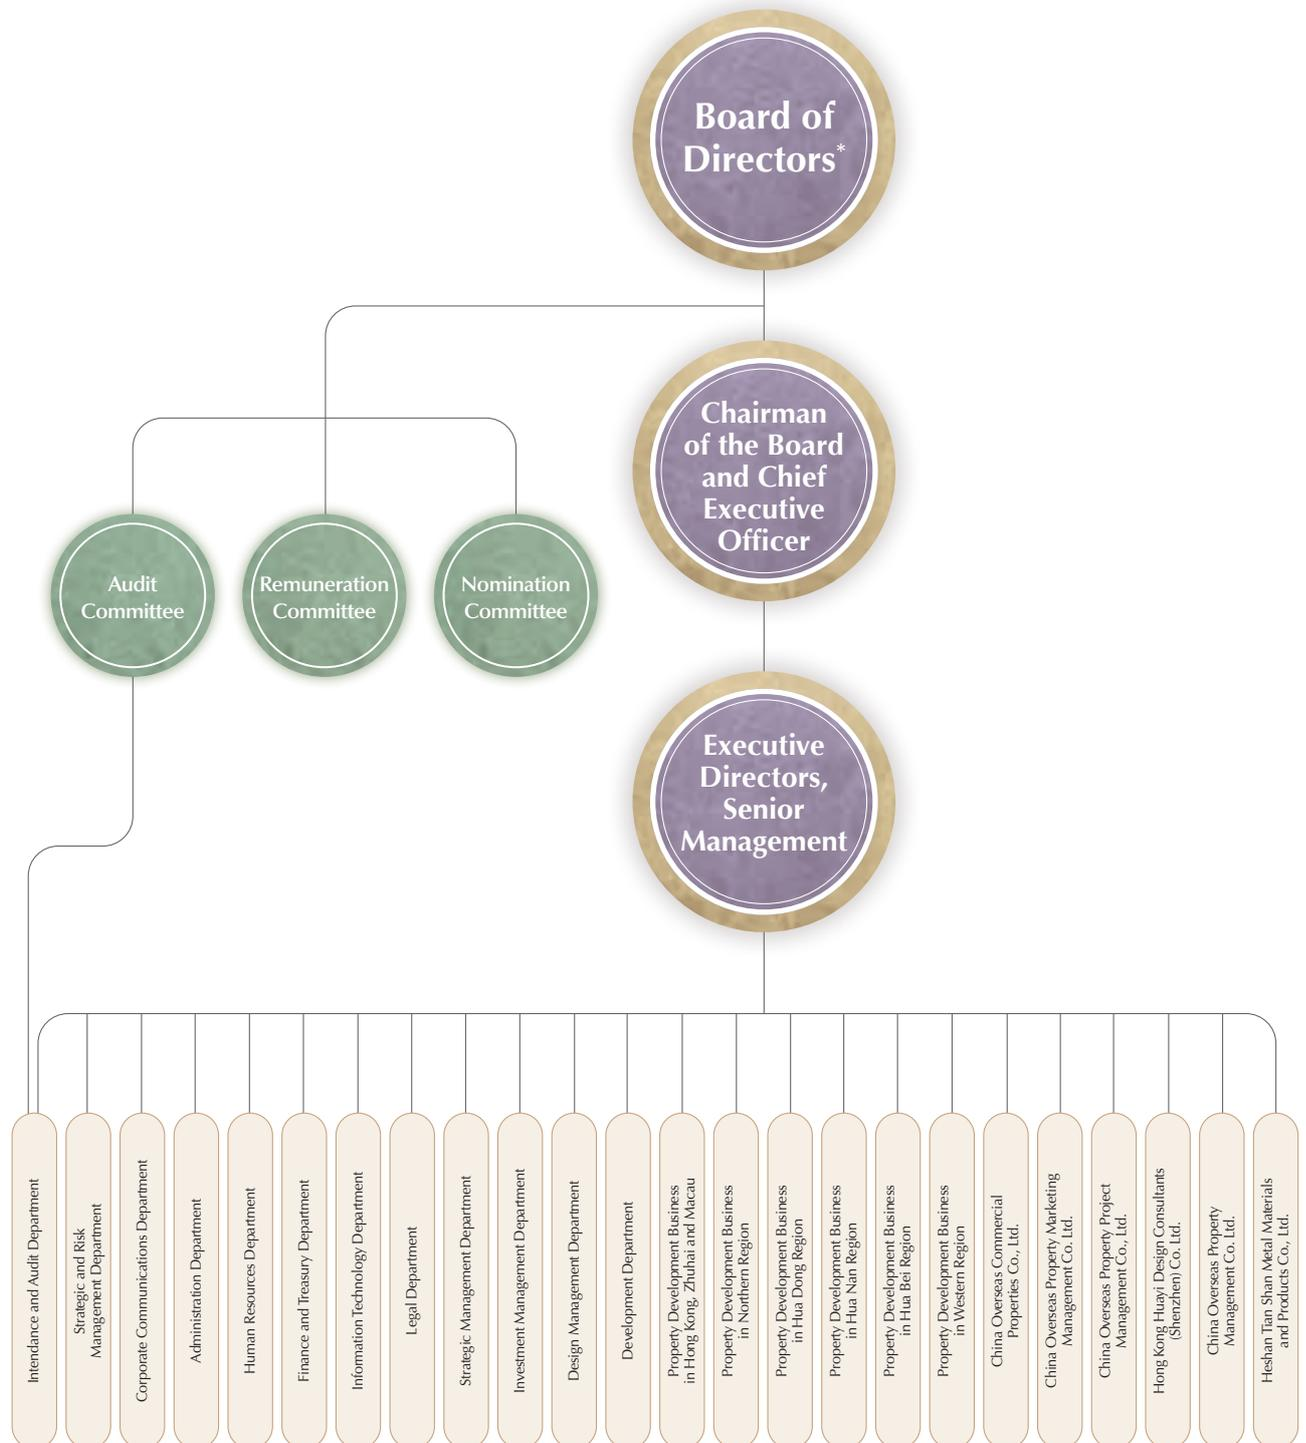 Board of
Directors*
Chairman
of the Board
and Chief
Executive
Officer
Audit
Committee
Remuneration
Committee
Nomination
Committee
Executive
Directors,
Senior
Management
Intendance and Audit Department
Strategic and Risk
Management Department
Corporate Communications Department
Administration Department
Human Resources Department
Finance and Treasury Department
Information Technology Department
Legal Department
Strategic Management Department
Investment Management Department
Design Management Department
Development Department
Property Development Business
in Hong Kong, Zhuhai and Macau
Property Development Business
in Northern Region
Property Development Business
in Hua Dong Region
Property Development Business
in Hua Nan Region
Property Development Business
in Hua Bei Region
Property Development Business
in Western Region
China Overseas Commercial
Properties Co., Ltd.
China Overseas Property Marketing
Management Co. Ltd.
China Overseas Property Project
Management Co., Ltd.
Hong Kong Huayi Design Consultants
(Shenzhen) Co. Ltd.
China Overseas Property
Management Co. Ltd.
Heshan Tian Shan Metal Materials
and Products Co., Ltd